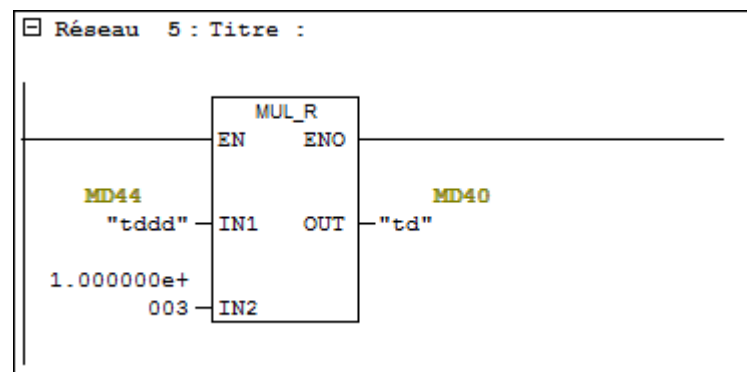 Réseau 5 : Titre :
MUL_R
EN ENO
MD44 MD40
"tddd" IN1 OUT "td"
1.000000e+
003 IN2